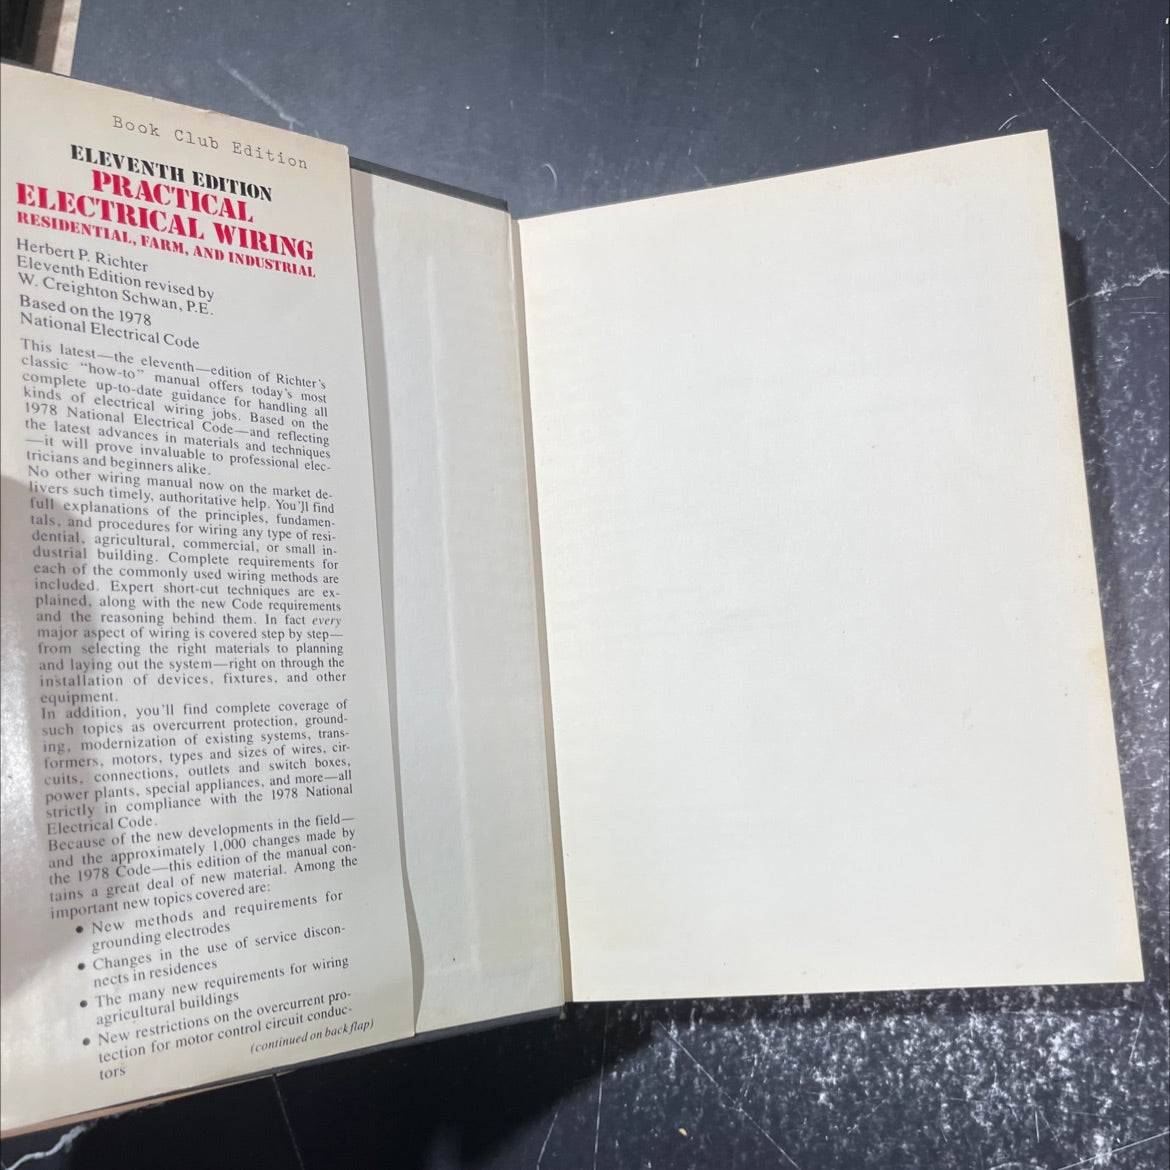 Book Club Edition
ELEVENTH EDITION
PRACTICAL
ELECTRICAL WIRING
RESIDENTIAL, FARM, AND INDUSTRIAL
Herbert P. Richter
Eleventh Edition revised by
W. Creighton Schwan, P.E.
Based on the 1978
National Electrical Code
This latest—the eleventh—edition of Richter's
classic "how-to" manual offers today's most
complete up-to-date guidance for handling all
kinds of electrical wiring jobs. Based on the
1978 National Electrical Code—and reflecting
the latest advances in materials and techniques
—it will prove invaluable to professional elec-
tricians and beginners alike.
No other wiring manual now on the market de-
livers such timely, authoritative help. You'll find
full explanations of the principles, fundamen-
tals, and procedures for wiring any type of resi-
dential, agricultural, commercial, or small in-
dustrial building. Complete requirements for
each of the commonly used wiring methods are
included. Expert short-cut techniques are ex-
plained, along with the new Code requirements
and the reasoning behind them. In fact every
major aspect of wiring is covered step by step—
from selecting the right materials to planning
and laying out the system—right on through the
installation of devices, fixtures, and other
equipment.
In addition, you'll find complete coverage of
such topics as overcurrent protection, ground-
ing, modernization of existing systems, trans-
formers, motors, types and sizes of wires, cir-
cuits, connections, outlets and switch boxes,
power plants, special appliances, and more—all
strictly in compliance with the 1978 National
Electrical Code.
Because of the new developments in the field—
and the approximately 1,000 changes made by
the 1978 Code—this edition of the manual con-
tains a great deal of new material. Among the
important new topics covered are:
● New methods and requirements for
grounding electrodes
● Changes in the use of service discon-
nects in residences
● The many new requirements for wiring
agricultural buildings
● New restrictions on the overcurrent pro-
tection for motor control circuit conduc-
tors
(continued on back flap)